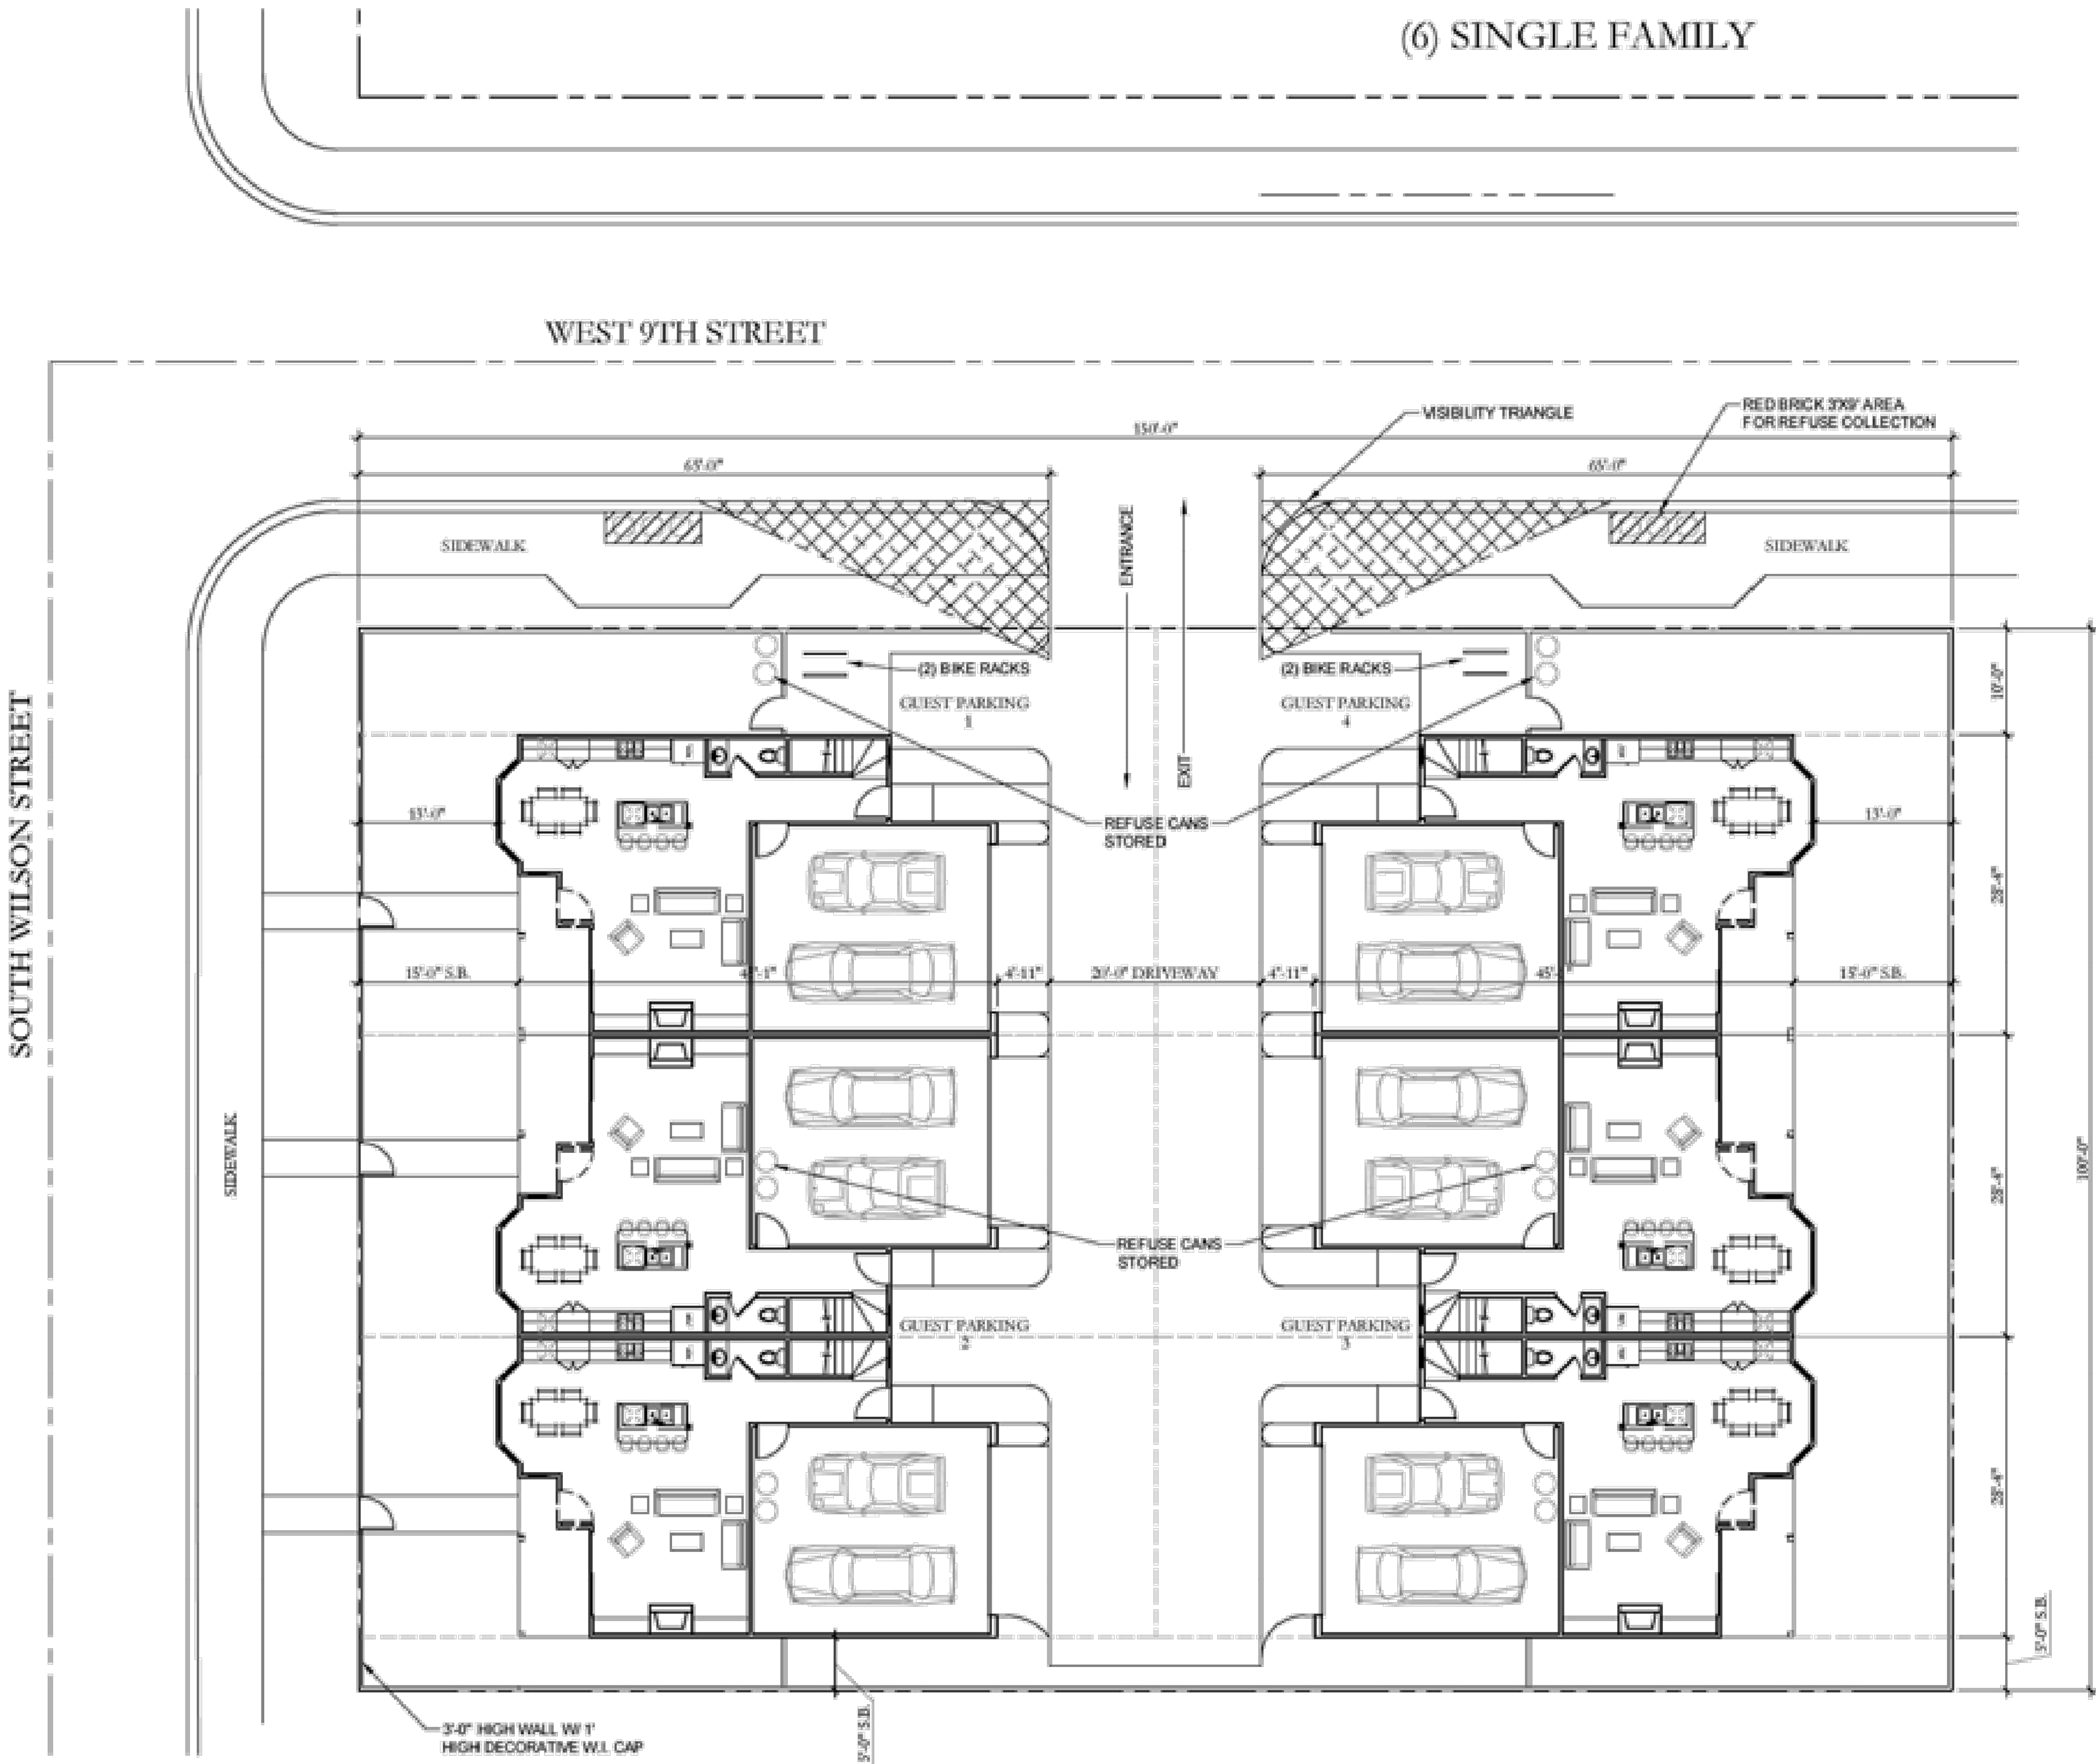 (6) SINGLE FAMILY
WEST 9TH STREET
VISIBILITY TRIANGLE
RED BRICK 3'X9' AREA
FOR REFUSE COLLECTION
150'-0"
65'-0"
65'-0"
ENTRANCE
EXIT
SIDEWALK
SIDEWALK
(2) BIKE RACKS
(2) BIKE RACKS
GUEST PARKING
1
GUEST PARKING
4
10'-0"
SOUTH WILSON STREET
13'-0"
REFUSE CANS
STORED
13'-0"
28'-4"
15'-0" S.B.
4'-11"
20'-0" DRIVEWAY
4'-11"
15'-0" S.B.
SIDEWALK
28'-4"
100'-0"
REFUSE CANS
STORED
GUEST PARKING
2
GUEST PARKING
3
28'-4"
5'-0" S.B.
5'-0" S.B.
3'-0" HIGH WALL W/ 1'
HIGH DECORATIVE W.I. CAP